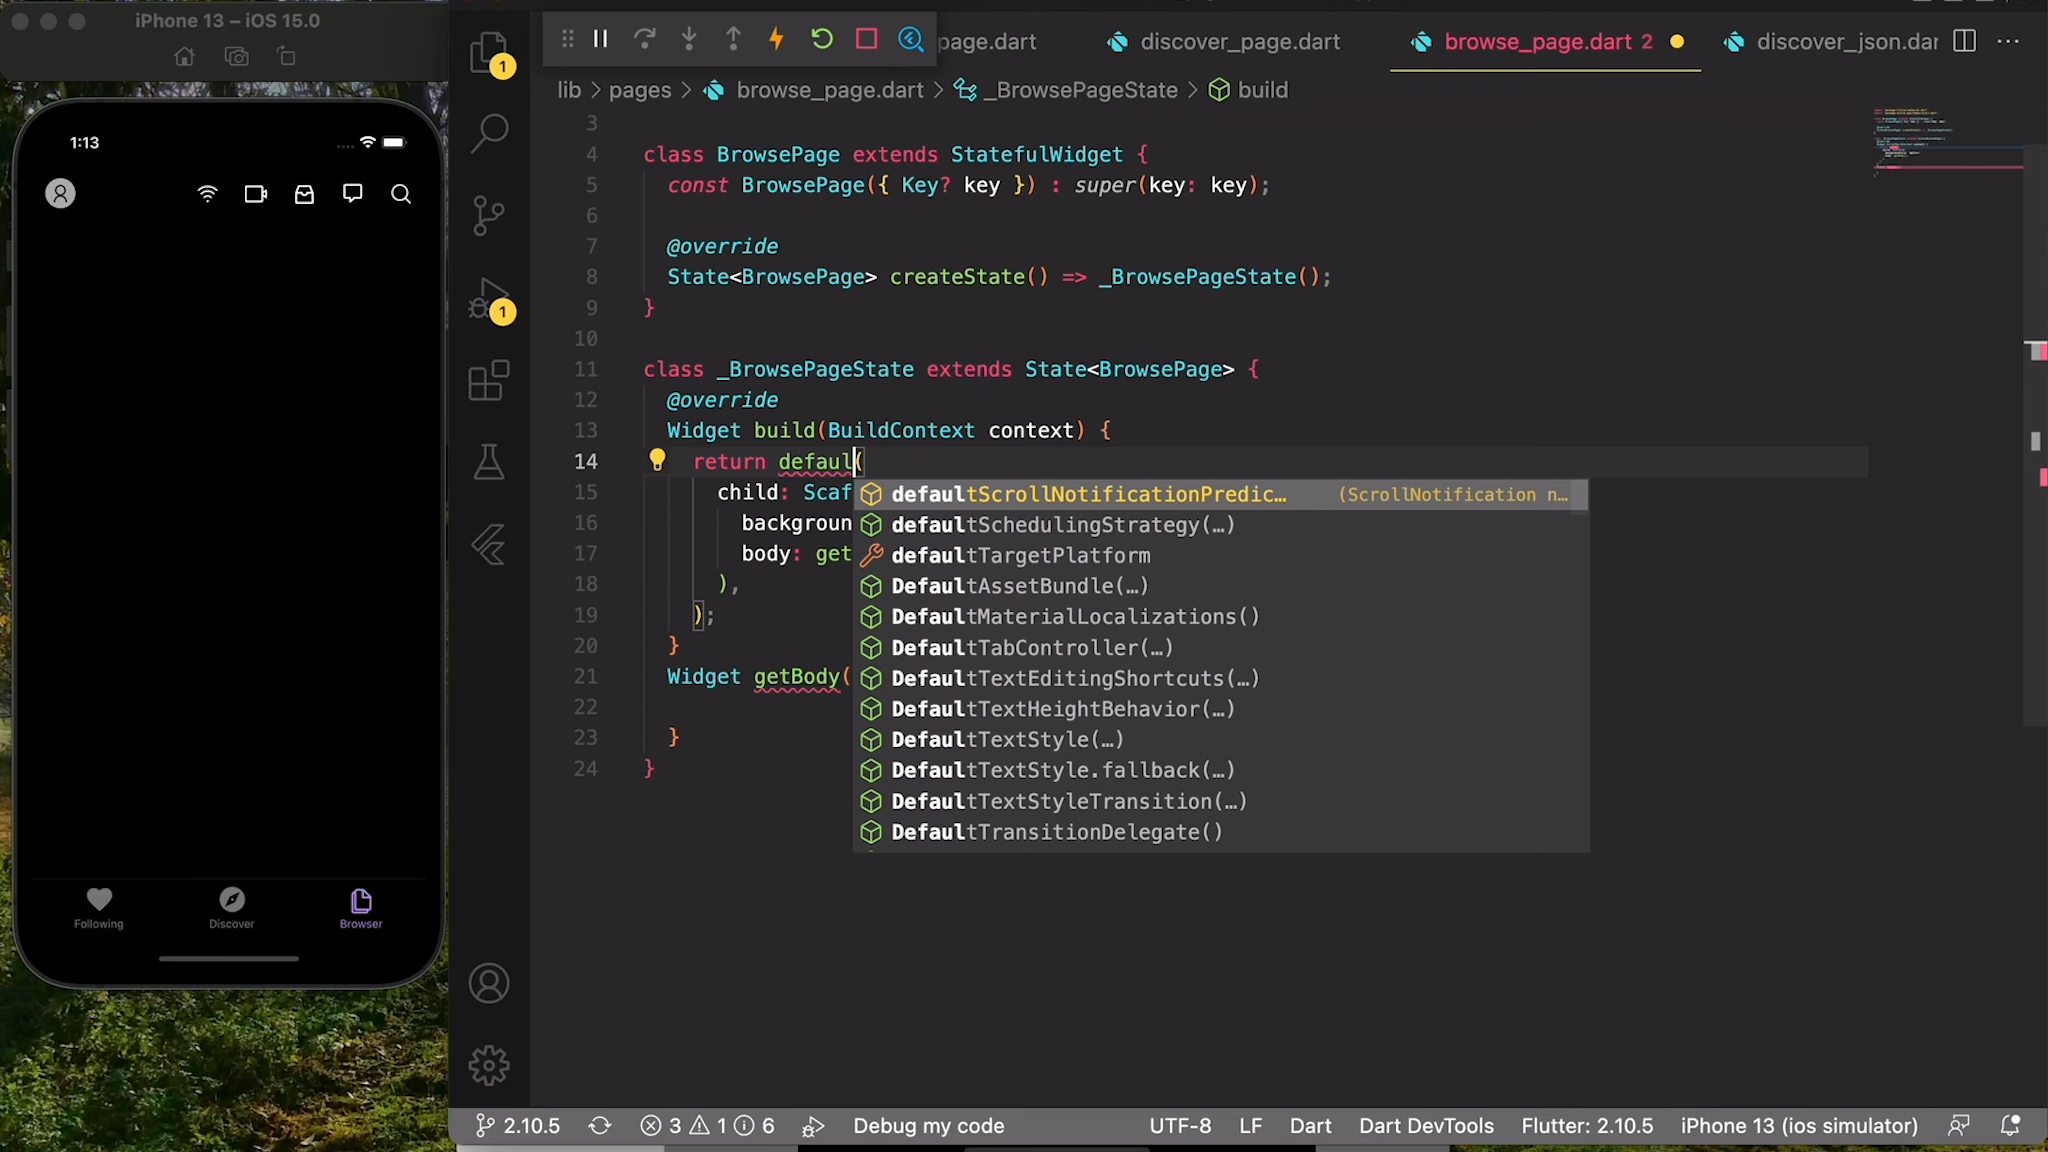 iPhone 13 – iOS 15.0
1:13
Following
Discover
Browser
1
1
page.dart
discover_page.dart
browse_page.dart 2
discover_json.dar
lib > pages > browse_page.dart > _BrowsePageState > build
3
4 class BrowsePage extends StatefulWidget {
5 const BrowsePage({ Key? key }) : super(key: key);
6
7 @override
8 State<BrowsePage> createState() => _BrowsePageState();
9 }
10
11 class _BrowsePageState extends State<BrowsePage> {
12 @override
13 Widget build(BuildContext context) {
14 return defaul(
15 child: Scaf
16 backgroun
17 body: get
18 ),
19 );
20 }
21 Widget getBody(
22
23 }
24 }
defaultScrollNotificationPredic… (ScrollNotification n…
defaultSchedulingStrategy(…)
defaultTargetPlatform
DefaultAssetBundle(…)
DefaultMaterialLocalizations()
DefaultTabController(…)
DefaultTextEditingShortcuts(…)
DefaultTextHeightBehavior(…)
DefaultTextStyle(…)
DefaultTextStyle.fallback(…)
DefaultTextStyleTransition(…)
DefaultTransitionDelegate()
2.10.5 3 1 6 Debug my code UTF-8 LF Dart Dart DevTools Flutter: 2.10.5 iPhone 13 (ios simulator)